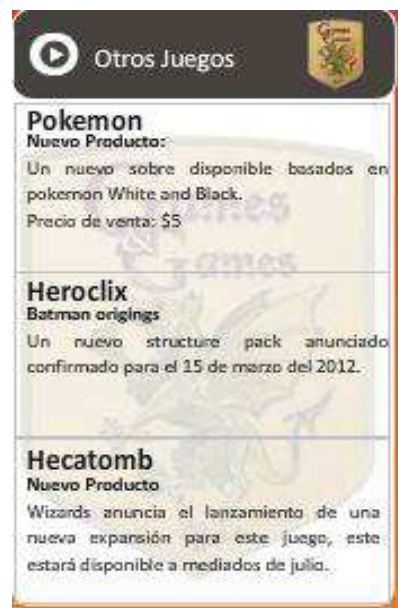 Otros Juegos
Games
Games
Pokemon
Nuevo Producto:
Un nuevo sobre disponible basados en
pokemon White and Black.
Precio de venta: $5
Heroclix
Batman origings
Un nuevo structure pack anunciado
confirmado para el 15 de marzo del 2012.
Hecatomb
Nuevo Producto
Wizards anuncia el lanzamiento de una
nueva expansión para este juego, este
estará disponible a mediados de julio.